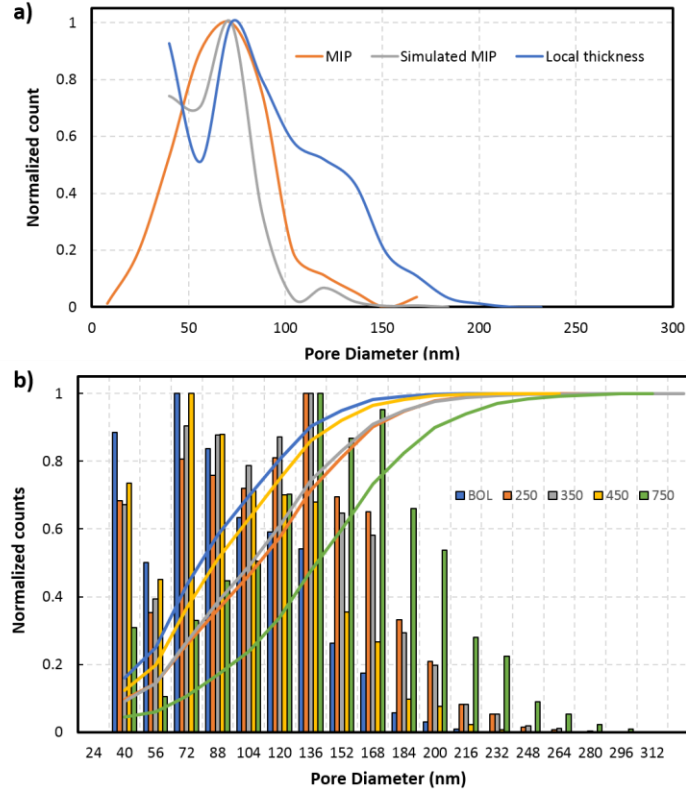 a)
1
0.8
0.6
0.4
0.2
0
Normalized count
MIP Simulated MIP Local thickness
0 50 100 150 200 250 300
Pore Diameter (nm)
b)
1
0.8
0.6
0.4
0.2
0
Normalized counts
BOL 250 350 450 750
24 40 56 72 88 104 120 136 152 168 184 200 216 232 248 264 280 296 312
Pore Diameter (nm)